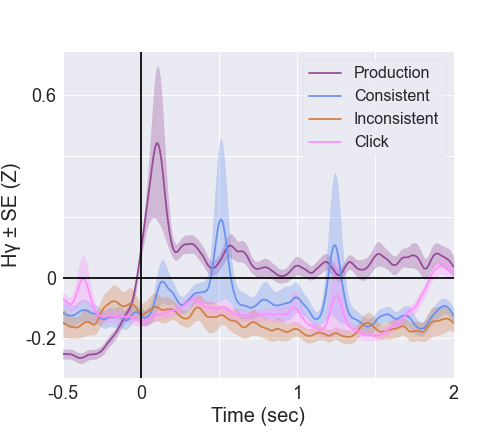 Production
Consistent
Inconsistent
Click
0.6
0
-0.2
Hγ ± SE (Z)
-0.5
0
1
2
Time (sec)